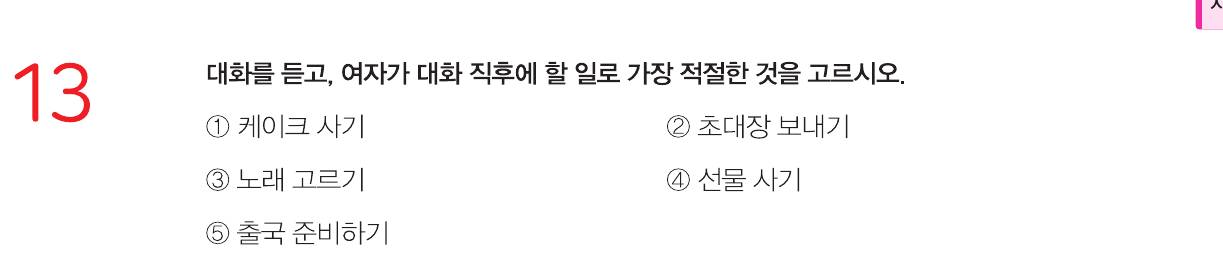 13
대화를 듣고, 여자가 대화 직후에 할 일로 가장 적절한 것을 고르시오.
① 케이크 사기 ② 초대장 보내기
③ 노래 고르기 ④ 선물 사기
⑤ 출국 준비하기